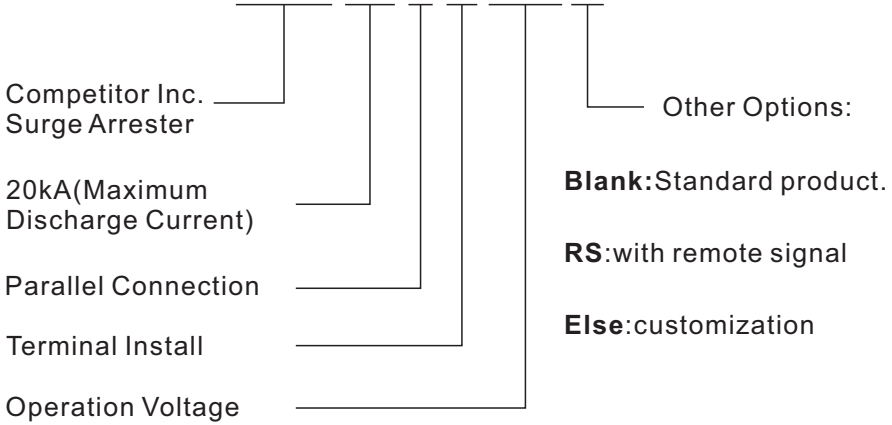 Competitor Inc.
Surge Arrester
20kA(Maximum
Discharge Current)
Parallel Connection
Terminal Install
Operation Voltage
Other Options:
Blank:Standard product.
RS:with remote signal
Else:customization